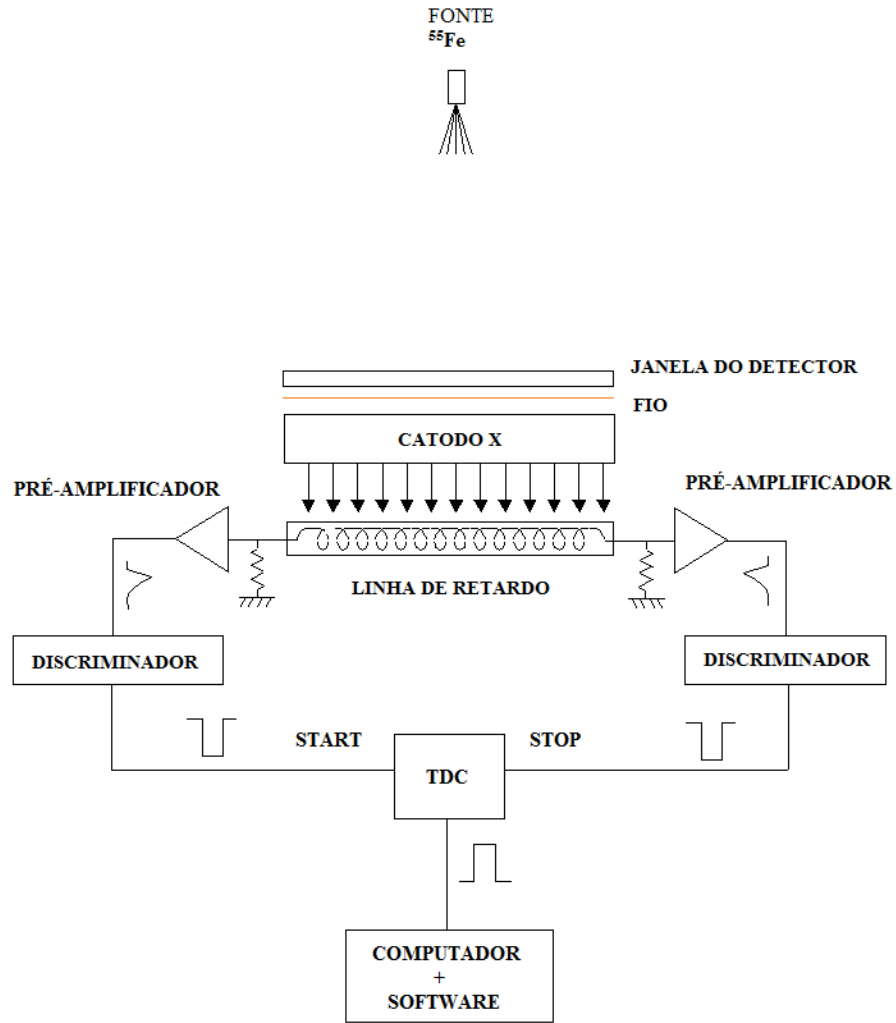 FONTE
⁵⁵Fe
JANELA DO DETECTOR
FIO
CATODO X
PRÉ-AMPLIFICADOR
PRÉ-AMPLIFICADOR
LINHA DE RETARDO
DISCRIMINADOR
DISCRIMINADOR
START
STOP
TDC
COMPUTADOR
+
SOFTWARE